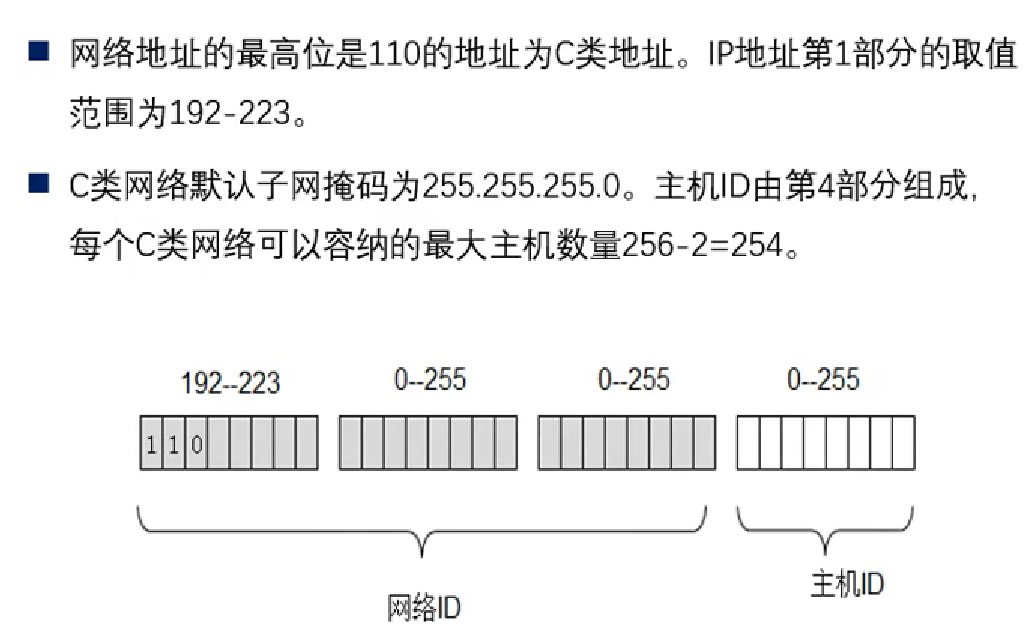 网络地址的最高位是110的地址为C类地址。IP地址第1部分的取值
范围为192-223。
C类网络默认子网掩码为255.255.255.0。主机ID由第4部分组成,
每个C类网络可以容纳的最大主机数量256-2=254。
192--223 0--255 0--255 0--255
1 1 0
网络ID
主机ID